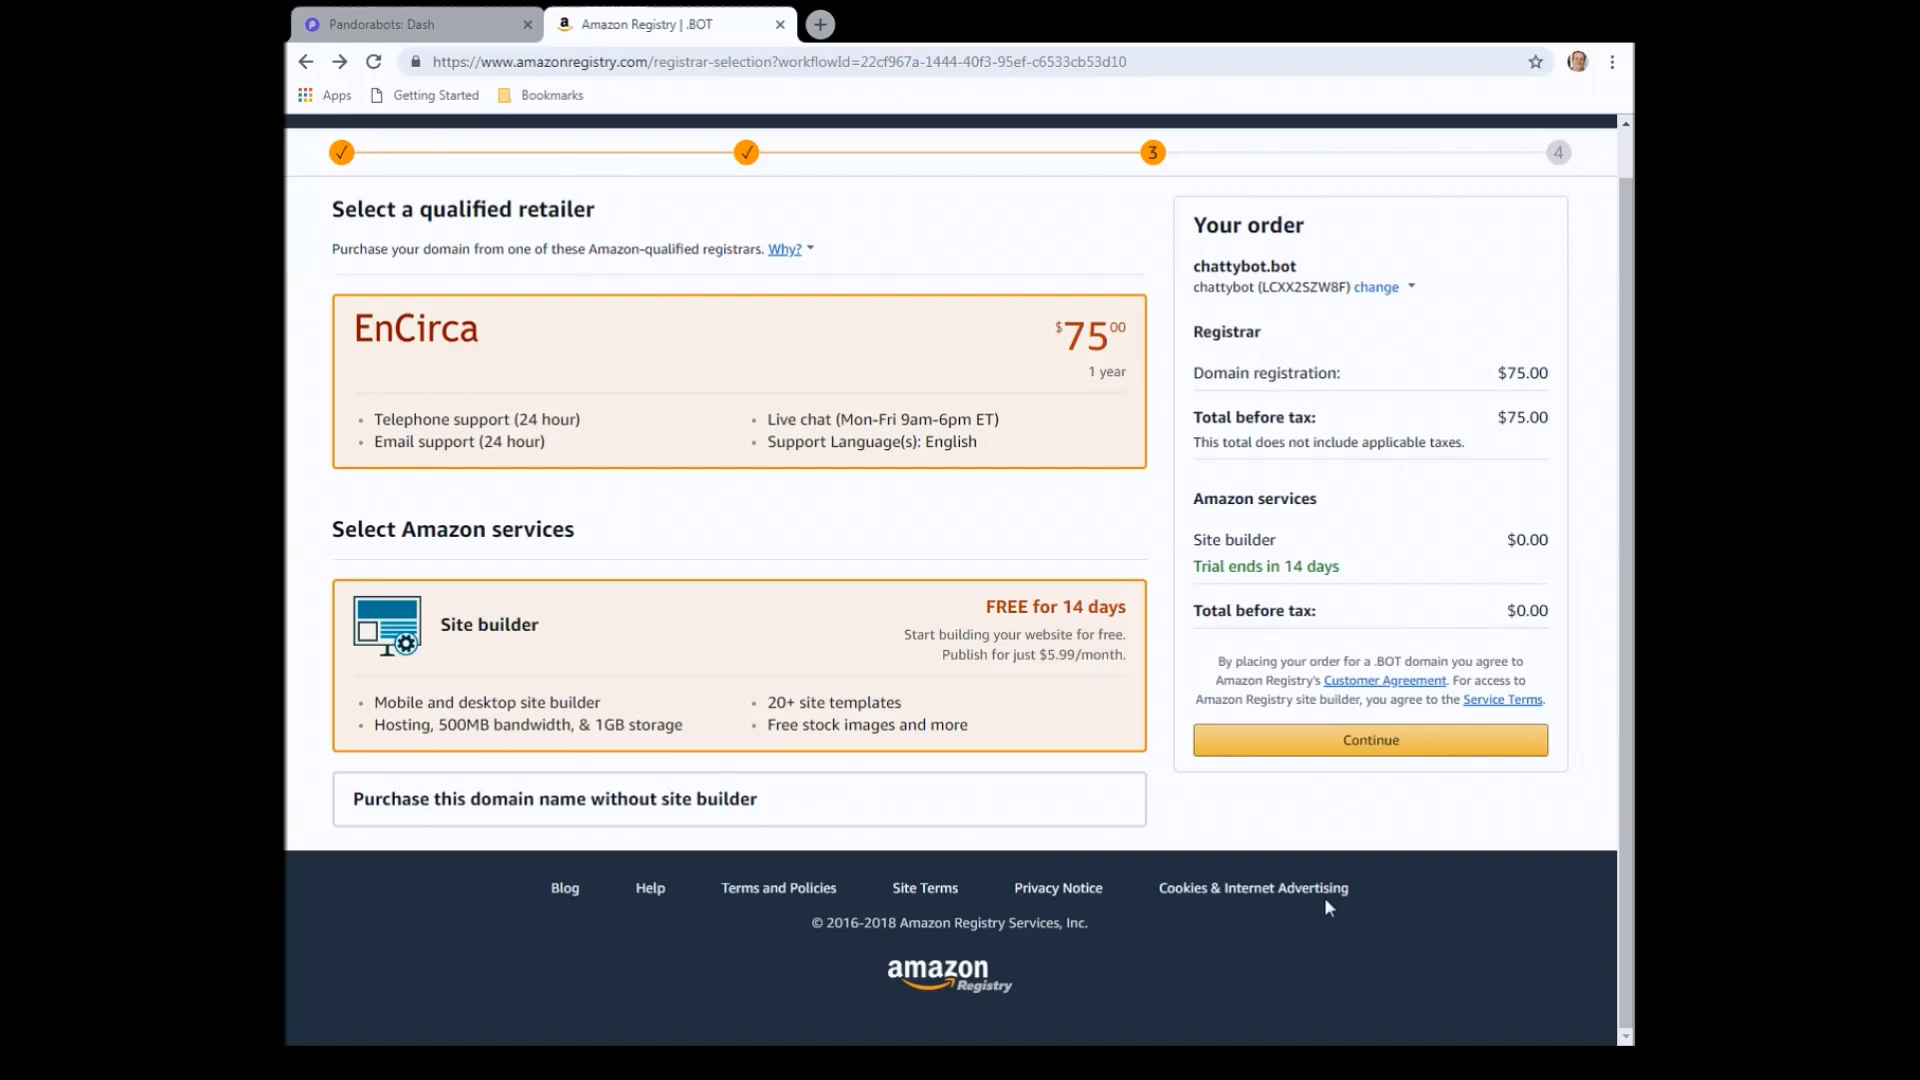 Pandorabots: Dash
Amazon Registry | .BOT
https://www.amazonregistry.com/registrar-selection?workflowId=22cf967a-1444-40f3-95ef-c6533cb53d10
Apps
Getting Started
Bookmarks
3
4
Select a qualified retailer
Purchase your domain from one of these Amazon-qualified registrars. Why?
EnCirca
$75 00
1 year
• Telephone support (24 hour)
• Email support (24 hour)
• Live chat (Mon-Fri 9am-6pm ET)
• Support Language(s): English
Select Amazon services
Site builder
FREE for 14 days
Start building your website for free.
Publish for just $5.99/month.
• Mobile and desktop site builder
• Hosting, 500MB bandwidth, & 1GB storage
• 20+ site templates
• Free stock images and more
Purchase this domain name without site builder
Your order
chattybot.bot
chattybot (LCXX2SZW8F) change
Registrar
Domain registration: $75.00
Total before tax: $75.00
This total does not include applicable taxes.
Amazon services
Site builder $0.00
Trial ends in 14 days
Total before tax: $0.00
By placing your order for a .BOT domain you agree to
Amazon Registry's Customer Agreement. For access to
Amazon Registry site builder, you agree to the Service Terms.
Continue
Blog Help Terms and Policies Site Terms Privacy Notice Cookies & Internet Advertising
© 2016-2018 Amazon Registry Services, Inc.
amazon
Registry